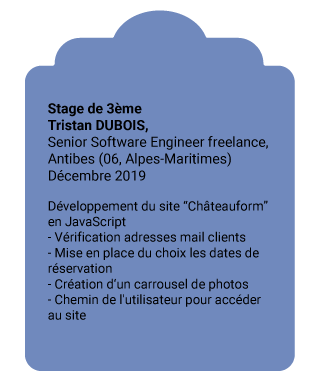 Stage de 3ème
Tristan DUBOIS,
Senior Software Engineer freelance,
Antibes (06, Alpes-Maritimes)
Décembre 2019
Développement du site “Châteauform”
en JavaScript
- Vérification adresses mail clients
- Mise en place du choix les dates de
réservation
- Création d’un carrousel de photos
- Chemin de l'utilisateur pour accéder
au site